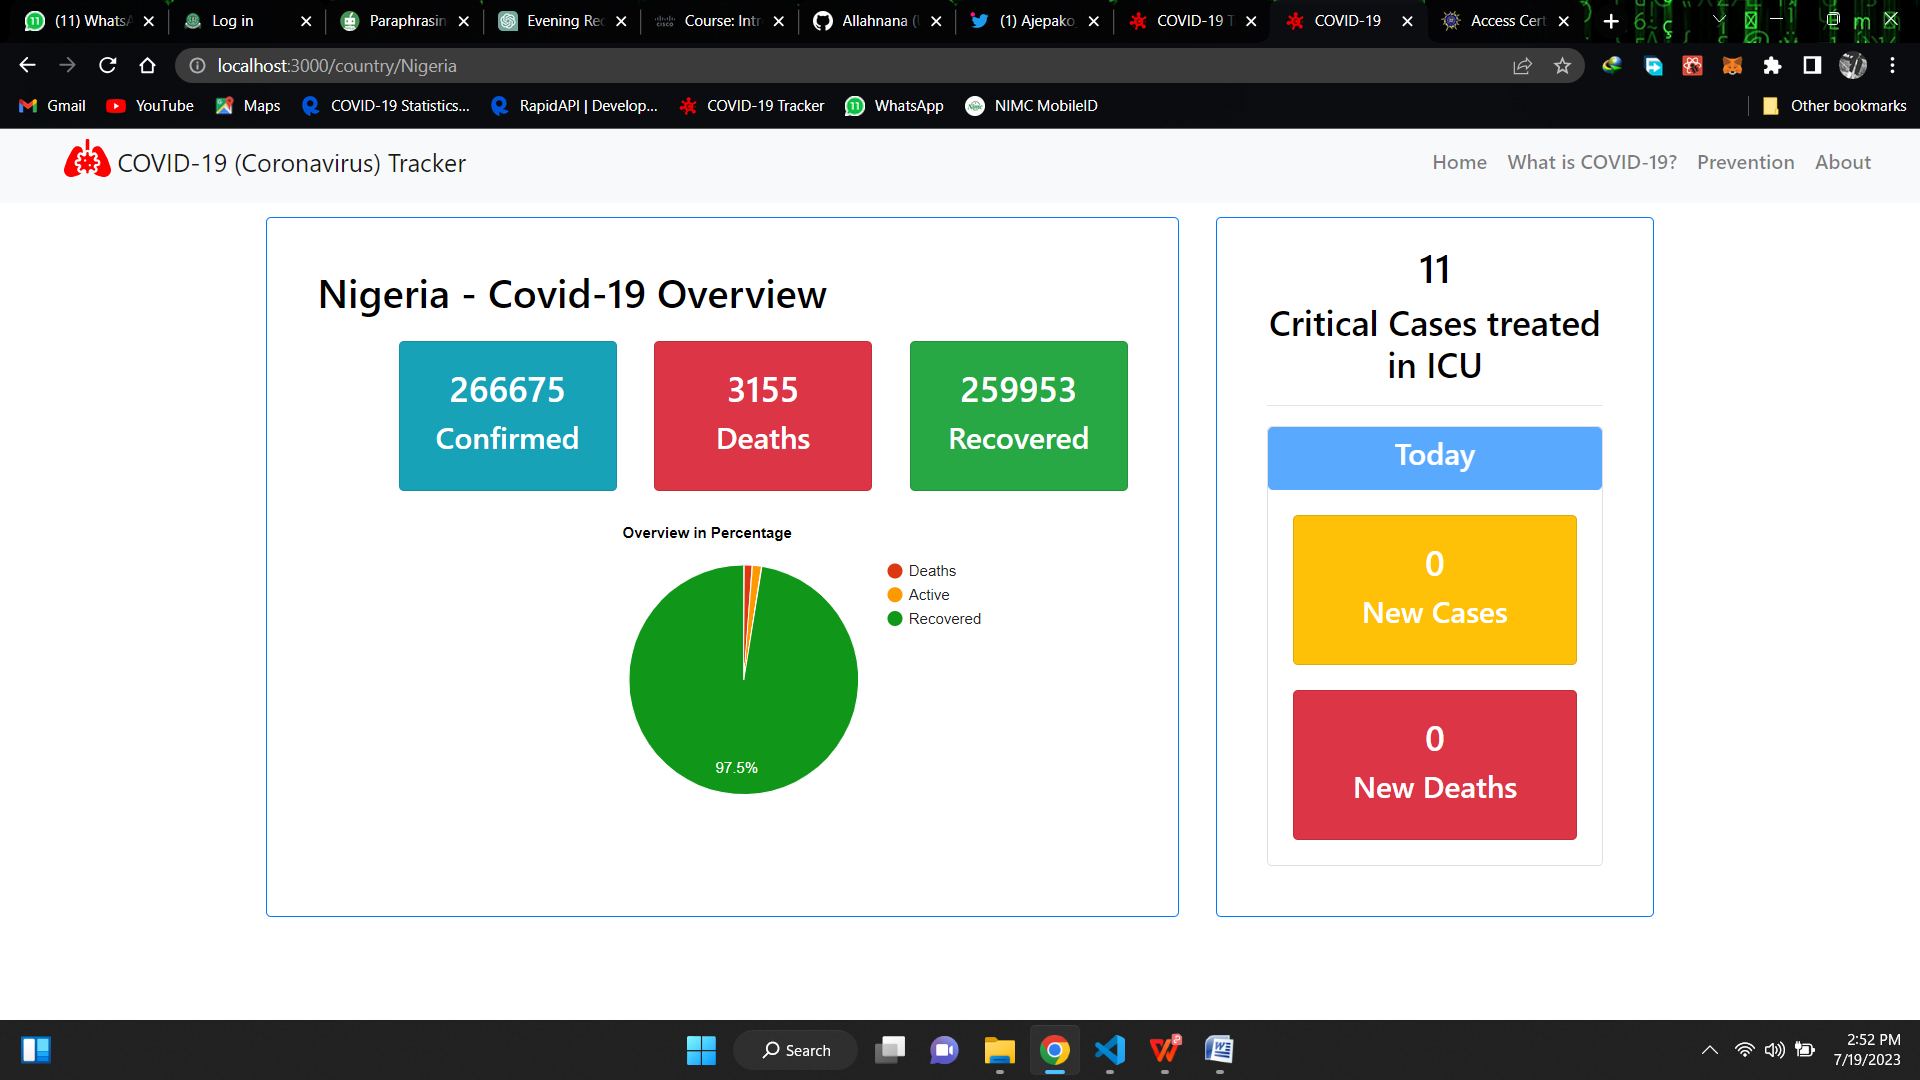 (11) WhatsA
Log in
Paraphrasin
Evening Rec
Course: Intr
Allahnana (
(1) Ajepako
COVID-19 T
COVID-19
Access Cert
localhost:3000/country/Nigeria
Gmail
YouTube
Maps
COVID-19 Statistics...
RapidAPI | Develop...
COVID-19 Tracker
WhatsApp
NIMC MobileID
Other bookmarks
COVID-19 (Coronavirus) Tracker
Home
What is COVID-19?
Prevention
About
Nigeria - Covid-19 Overview
266675
Confirmed
3155
Deaths
259953
Recovered
Overview in Percentage
Deaths
Active
Recovered
97.5%
11
Critical Cases treated
in ICU
Today
0
New Cases
0
New Deaths
Search
2:52 PM
7/19/2023